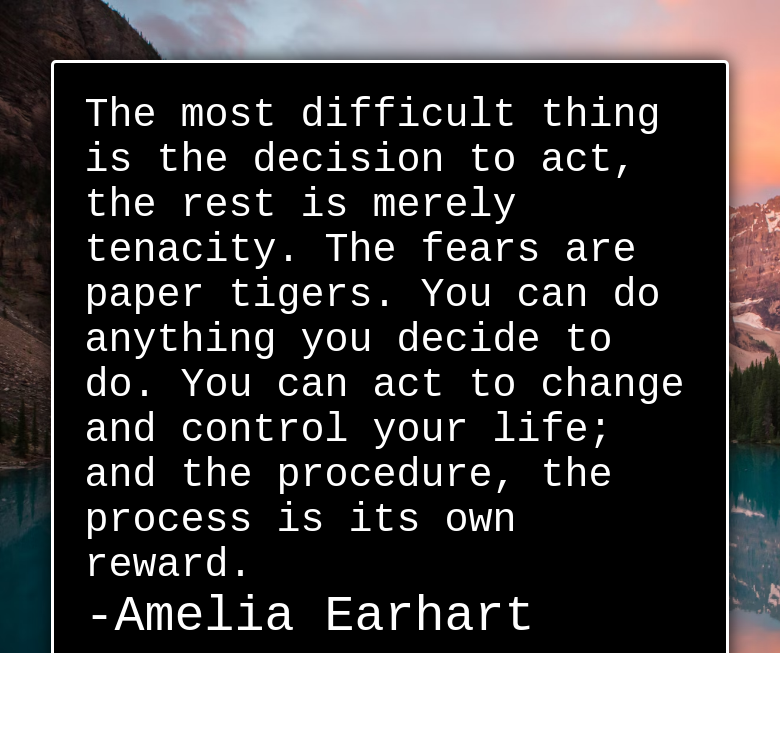 The most difficult thing
is the decision to act,
the rest is merely
tenacity. The fears are
paper tigers. You can do
anything you decide to
do. You can act to change
and control your life;
and the procedure, the
process is its own
reward.
-Amelia Earhart